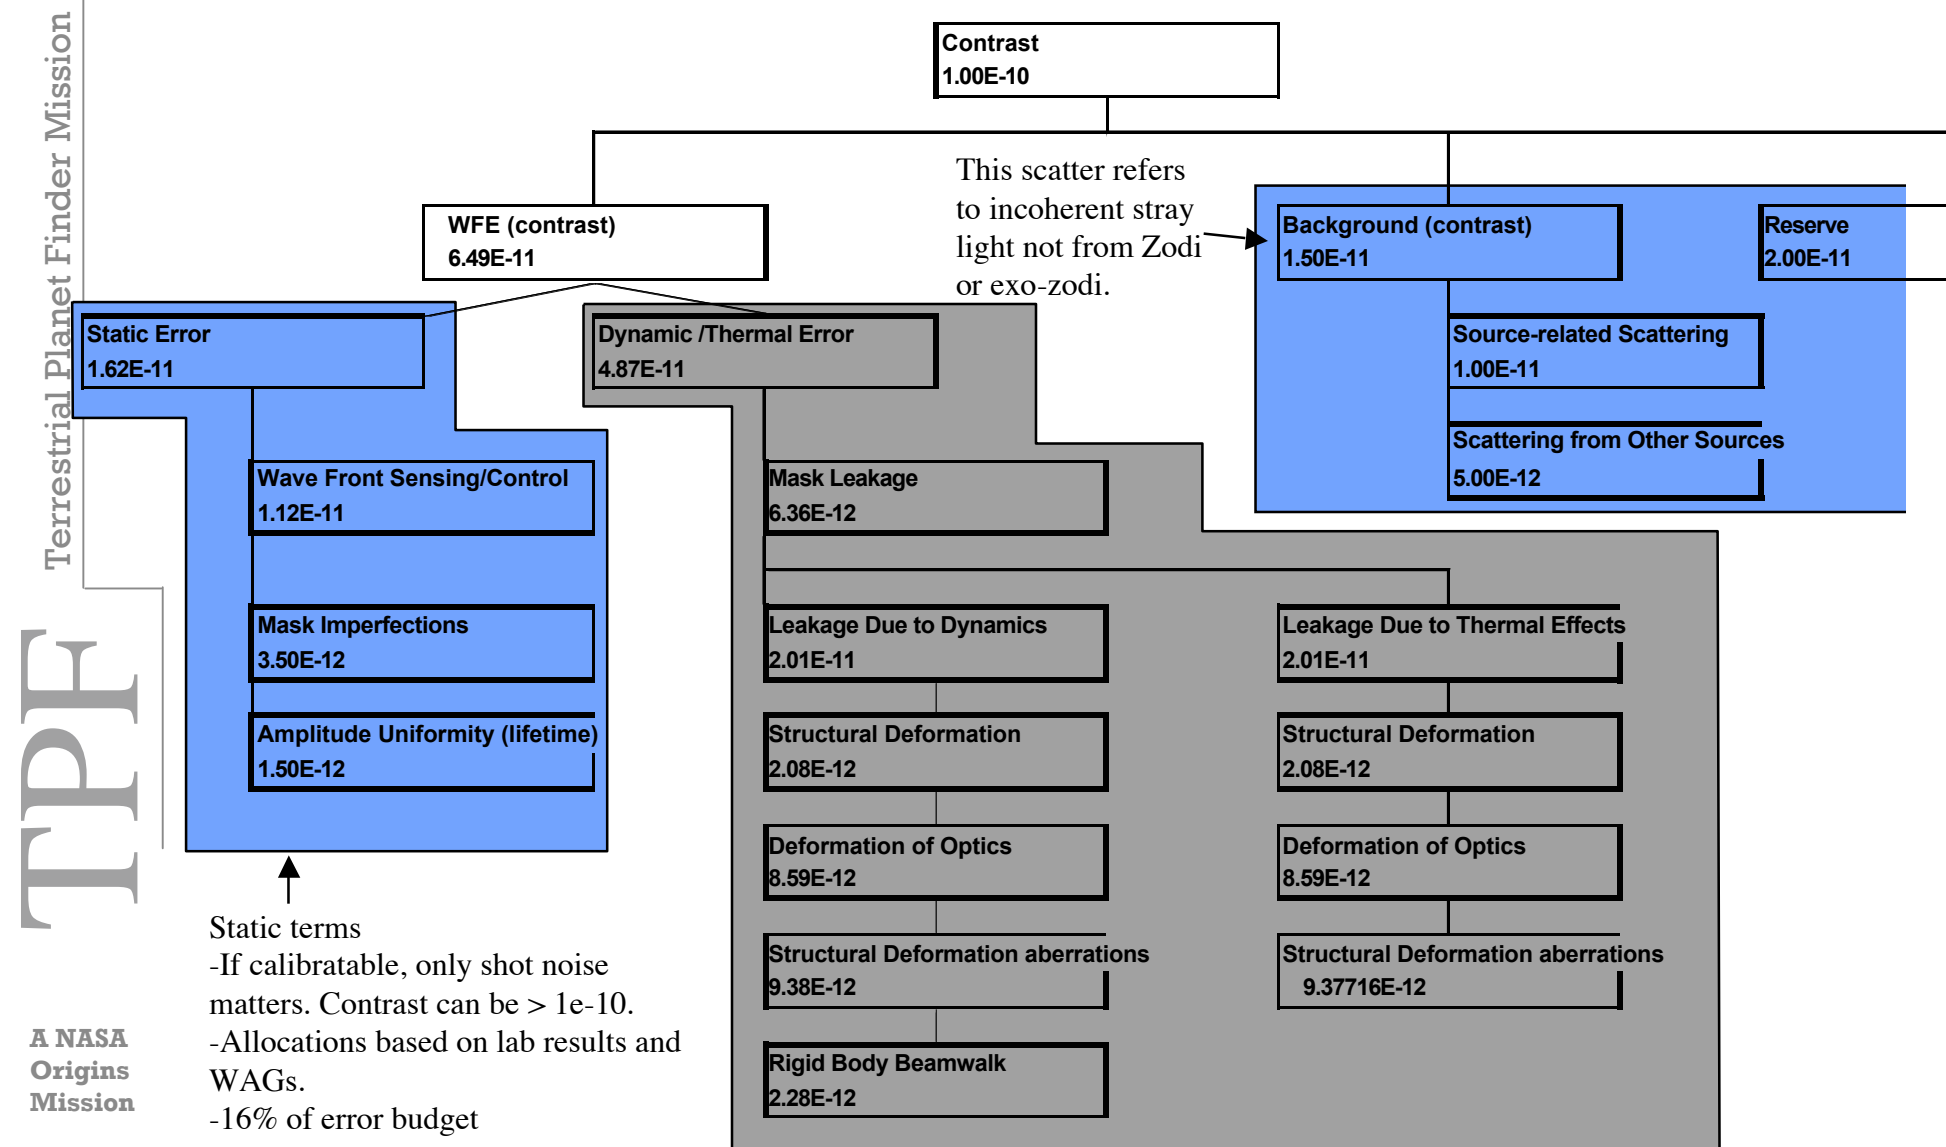 Terrestrial Planet Finder Mission
TPF
A NASA
Origins
Mission
Contrast
1.00E-10
This scatter refers
to incoherent stray
light not from Zodi
or exo-zodi.
WFE (contrast)
6.49E-11
Background (contrast)
1.50E-11
Reserve
2.00E-11
Static Error
1.62E-11
Dynamic /Thermal Error
4.87E-11
Source-related Scattering
1.00E-11
Scattering from Other Sources
5.00E-12
Wave Front Sensing/Control
1.12E-11
Mask Leakage
6.36E-12
Mask Imperfections
3.50E-12
Leakage Due to Dynamics
2.01E-11
Leakage Due to Thermal Effects
2.01E-11
Amplitude Uniformity (lifetime)
1.50E-12
Structural Deformation
2.08E-12
Structural Deformation
2.08E-12
Deformation of Optics
8.59E-12
Deformation of Optics
8.59E-12
Structural Deformation aberrations
9.38E-12
Structural Deformation aberrations
9.37716E-12
Rigid Body Beamwalk
2.28E-12
Static terms
-If calibratable, only shot noise
matters. Contrast can be > 1e-10.
-Allocations based on lab results and
WAGs.
-16% of error budget